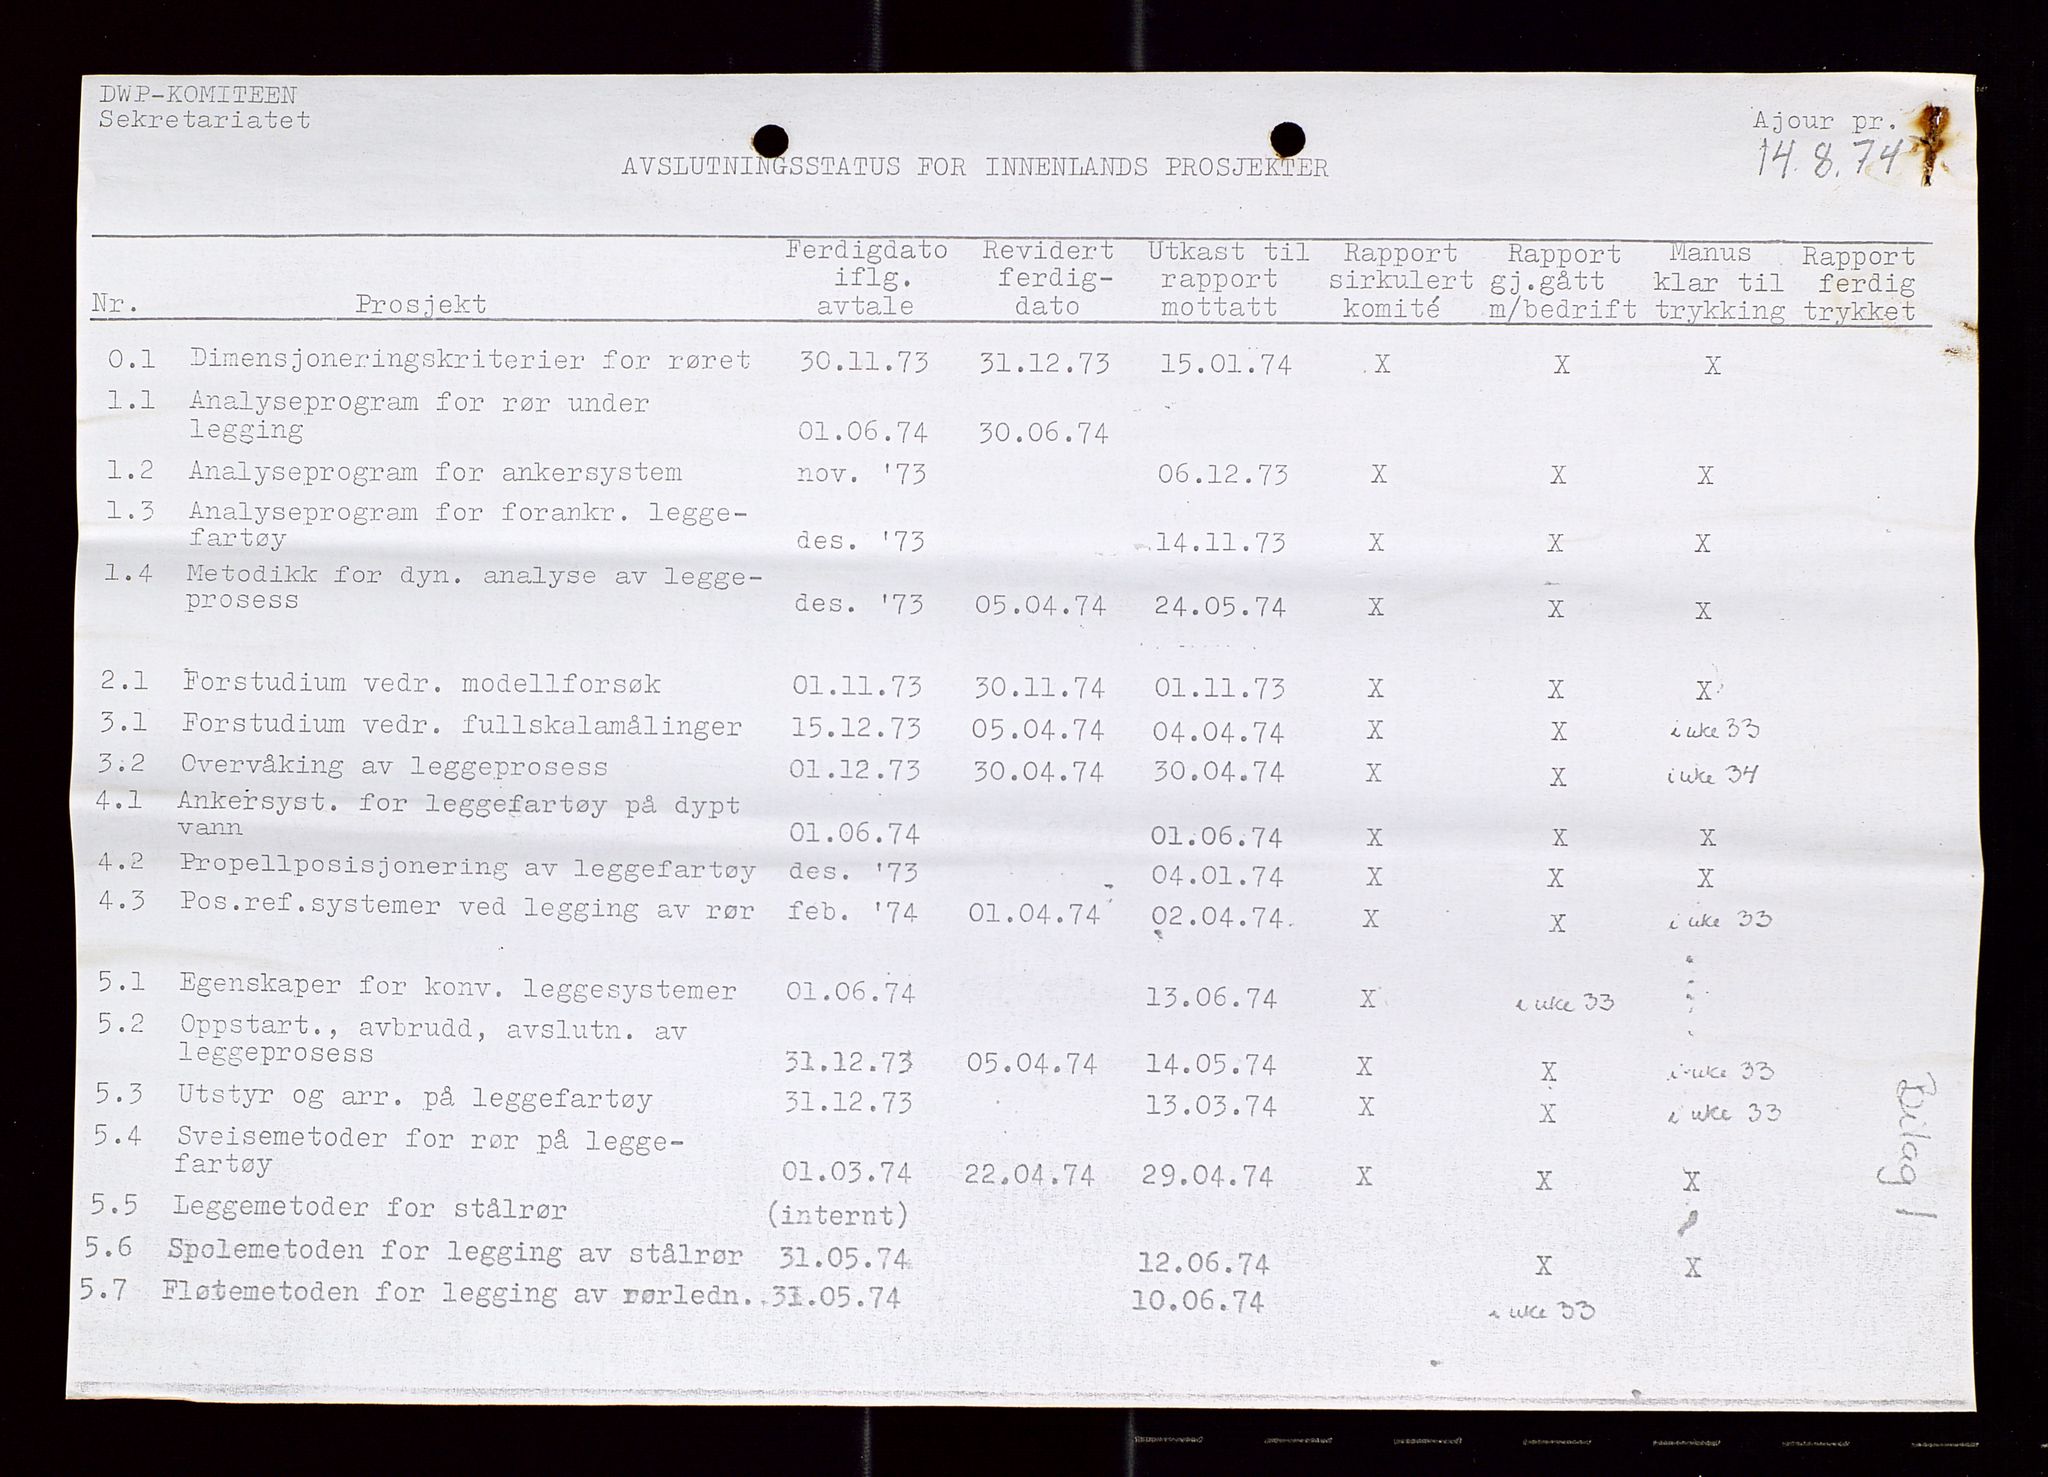 DWP-KOMITEEN
Sekretariatet
Ajour pr.
14.8.74
AVSLUTNINGSSTATUS FOR INNENLANDS PROSJEKTER
Nr. Prosjekt Ferdigdato iflg. avtale Revidert ferdig- dato Utkast til rapport mottatt Rapport sirkulert komité Rapport gj.gått m/bedrift Manus klar til trykking Rapport ferdig trykket
0.1 Dimensjoneringskriterier for røret 30.11.73 31.12.73 15.01.74 X X X
1.1 Analyseprogram for rør under
legging 01.06.74 30.06.74
1.2 Analyseprogram for ankersystem nov. '73 06.12.73 X X X
1.3 Analyseprogram for forankr. legge-
fartøy des. '73 14.11.73 X X X
1.4 Metodikk for dyn. analyse av legge-
prosess des. '73 05.04.74 24.05.74 X X X
2.1 Forstudium vedr. modellforsøk 01.11.73 30.11.74 01.11.73 X X X
3.1 Forstudium vedr. fullskalamålinger 15.12.73 05.04.74 04.04.74 X X i uke 33
3.2 Overvåking av leggeprosess 01.12.73 30.04.74 30.04.74 X X i uke 34
4.1 Ankersyst. for leggefartøy på dypt
vann 01.06.74 01.06.74 X X X
4.2 Propellposisjonering av leggefartøy des. '73 04.01.74 X X X
4.3 Pos.ref.systemer ved legging av rør feb. '74 01.04.74 02.04.74 X X i uke 33
5.1 Egenskaper for konv. leggesystemer 01.06.74 13.06.74 X i uke 33
5.2 Oppstart., avbrudd, avslutn. av
leggeprosess 31.12.73 05.04.74 14.05.74 X X i uke 33
5.3 Utstyr og arr. på leggefartøy 31.12.73 13.03.74 X X i uke 33
5.4 Sveisemetoder for rør på legge-
fartøy 01.03.74 22.04.74 29.04.74 X X X
5.5 Leggemetoder for stålrør (internt)
5.6 Spolemetoden for legging av stålrør 31.05.74 12.06.74 X X
5.7 Fløtemetoden for legging av rørledn. 31.05.74 10.06.74 i uke 33
Bilag 1